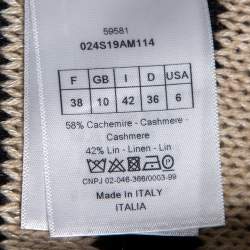 59581
024S19AM114
F GB I D USA
38 10 42 36 6
58% Cachemire - Cashmere -
Cashmere
42% Lin - Linen - Lin
CNPJ 02-046-366/0003-99
Made In ITALY
ITALIA